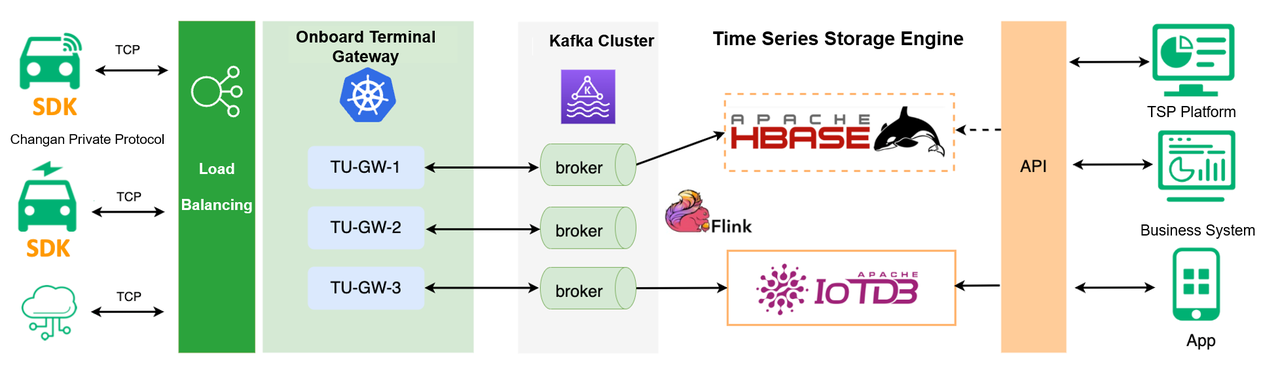 TCP
SDK
Changan Private Protocol
TCP
SDK
TCP
Load
Balancing
Onboard Terminal
Gateway
TU-GW-1
TU-GW-2
TU-GW-3
Kafka Cluster
K
broker
broker
broker
Time Series Storage Engine
APACHE
HBASE
Flink
APACHE
IoTDB
API
TSP Platform
Business System
App